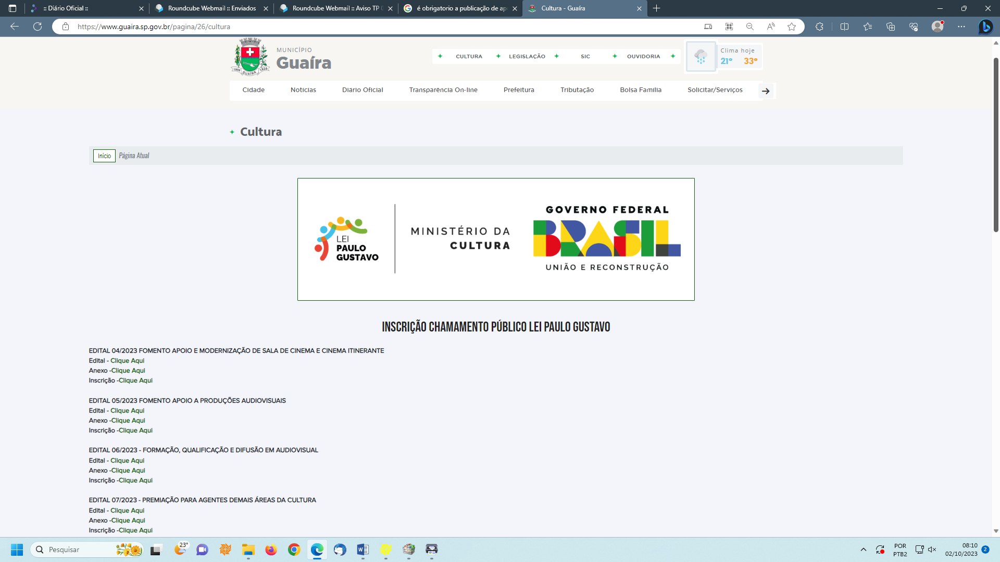 :: Diário Oficial ::
Roundcube Webmail :: Enviados
Roundcube Webmail :: Aviso TP
é obrigatorio a publicação de
Cultura - Guaíra
https://www.guaira.sp.gov.br/pagina/26/cultura
MUNICÍPIO
Guaíra
CULTURA
LEGISLAÇÃO
SIC
OUVIDORIA
Clima hoje
21° 33°
Cidade
Notícias
Diário Oficial
Transparência On-line
Prefeitura
Tributação
Bolsa Família
Solicitar/Serviços
Cultura
Início Página Atual
LEI
PAULO
GUSTAVO
MINISTÉRIO DA
CULTURA
GOVERNO FEDERAL
BRASIL
UNIÃO E RECONSTRUÇÃO
INSCRIÇÃO CHAMAMENTO PÚBLICO LEI PAULO GUSTAVO
EDITAL 04/2023 FOMENTO APOIO E MODERNIZAÇÃO DE SALA DE CINEMA E CINEMA ITINERANTE
Edital - Clique Aqui
Anexo -Clique Aqui
Inscrição -Clique Aqui
EDITAL 05/2023 FOMENTO APOIO A PRODUÇÕES AUDIOVISUAIS
Edital - Clique Aqui
Anexo -Clique Aqui
Inscrição -Clique Aqui
EDITAL 06/2023 - FORMAÇÃO, QUALIFICAÇÃO E DIFUSÃO EM AUDIOVISUAL
Edital - Clique Aqui
Anexo -Clique Aqui
Inscrição -Clique Aqui
EDITAL 07/2023 - PREMIAÇÃO PARA AGENTES DEMAIS ÁREAS DA CULTURA
Edital - Clique Aqui
Anexo -Clique Aqui
Inscrição -Clique Aqui
Pesquisar
23°
POR
PTB2
08:10
02/10/2023
2